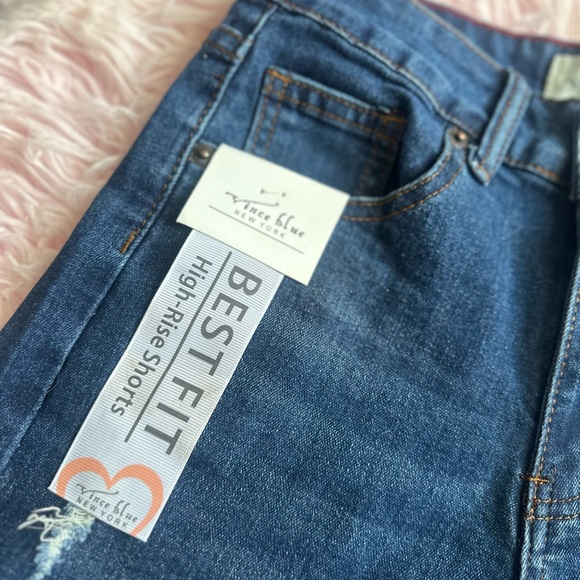 vince blue
NEW YORK
BEST FIT
High-Rise Shorts
vince blue
NEW YORK